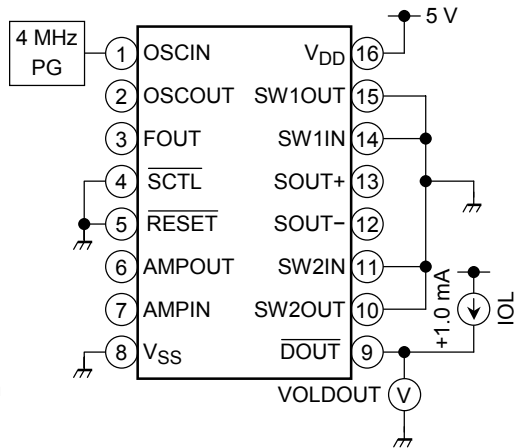 4 MHz
PG
5 V
1 OSCIN
VDD 16
2 OSCOUT
SW1OUT 15
3 FOUT
SW1IN 14
4 SCTL
SOUT+ 13
5 RESET
SOUT− 12
6 AMPOUT
SW2IN 11
7 AMPIN
SW2OUT 10
8 VSS
DOUT 9
+1.0 mA
IOL
VOLDOUT
V